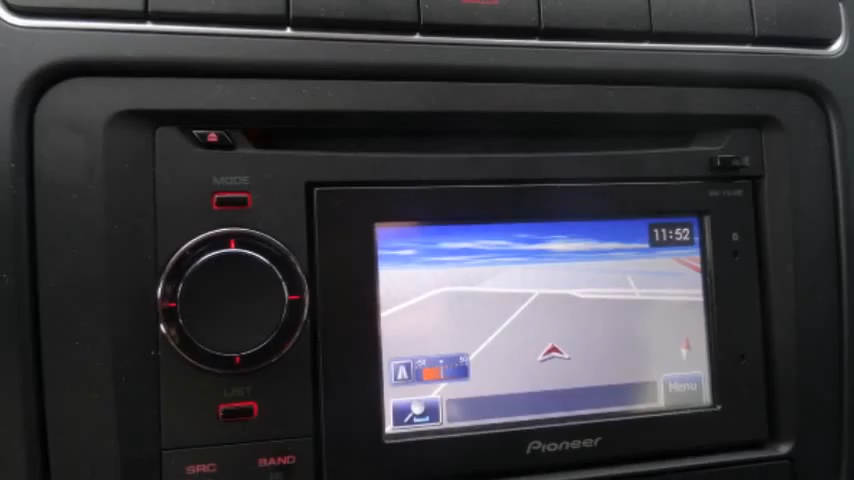 MODE
11:52
LIST
Menu
Pioneer
SRC
BAND